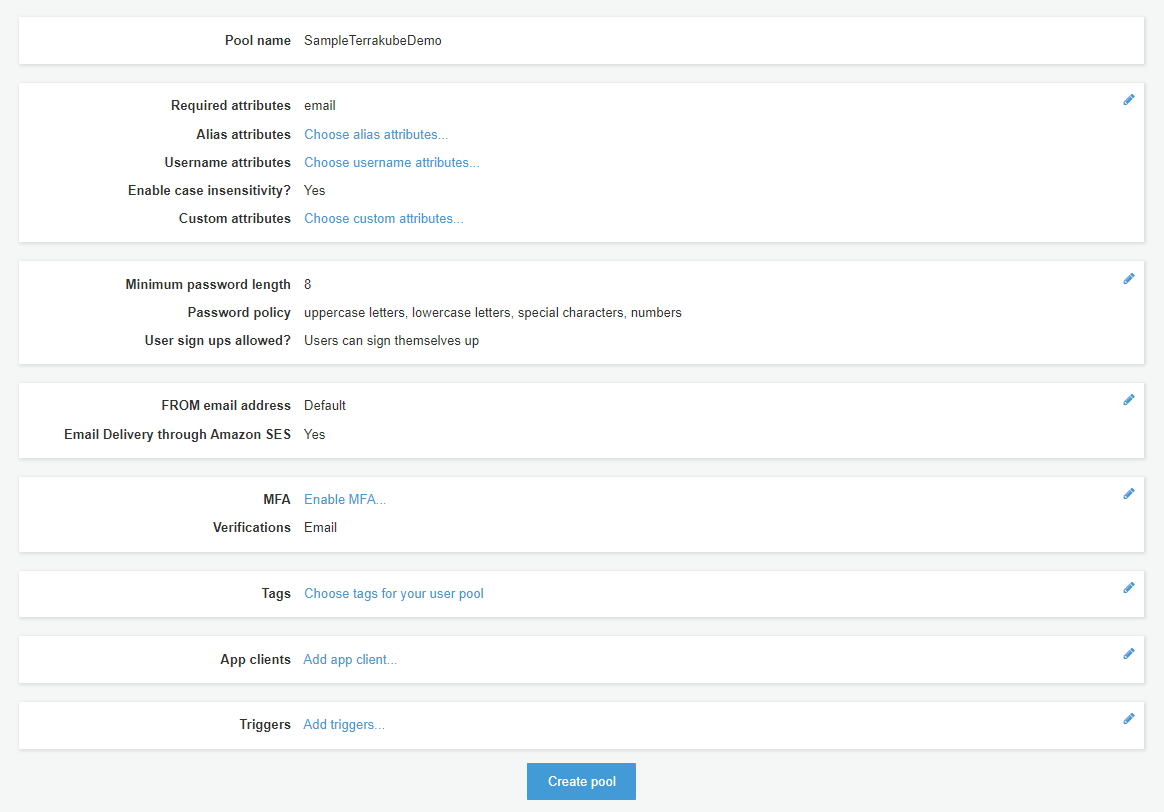 Pool name SampleTerrakubeDemo
Required attributes email
Alias attributes Choose alias attributes...
Username attributes Choose username attributes...
Enable case insensitivity? Yes
Custom attributes Choose custom attributes...
Minimum password length 8
Password policy uppercase letters, lowercase letters, special characters, numbers
User sign ups allowed? Users can sign themselves up
FROM email address Default
Email Delivery through Amazon SES Yes
MFA Enable MFA...
Verifications Email
Tags Choose tags for your user pool
App clients Add app client...
Triggers Add triggers...
Create pool